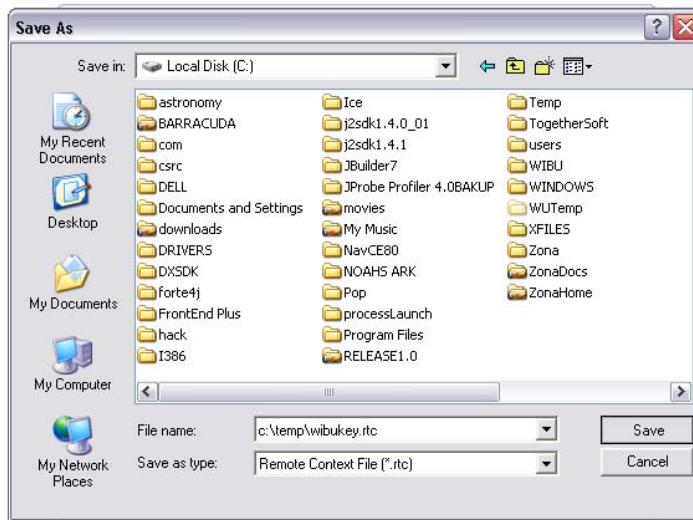 Save As
Save in:
Local Disk (C:)
My Recent
Documents
Desktop
My Documents
My Computer
My Network
Places
astronomy
BARRACUDA
com
csrc
DELL
Documents and Settings
downloads
DRIVERS
DXSDK
forte4j
FrontEnd Plus
hack
I386
Ice
j2sdk1.4.0_01
j2sdk1.4.1
JBuilder7
JProbe Profiler 4.0BAKUP
movies
My Music
NavCE80
NOAHS ARK
Pop
processLaunch
Program Files
RELEASE1.0
Temp
TogetherSoft
users
WIBU
WINDOWS
WUTemp
XFILES
Zona
ZonaDocs
ZonaHome
File name:
c:\temp\wibukey.rtc
Save
Save as type:
Remote Context File (*.rtc)
Cancel